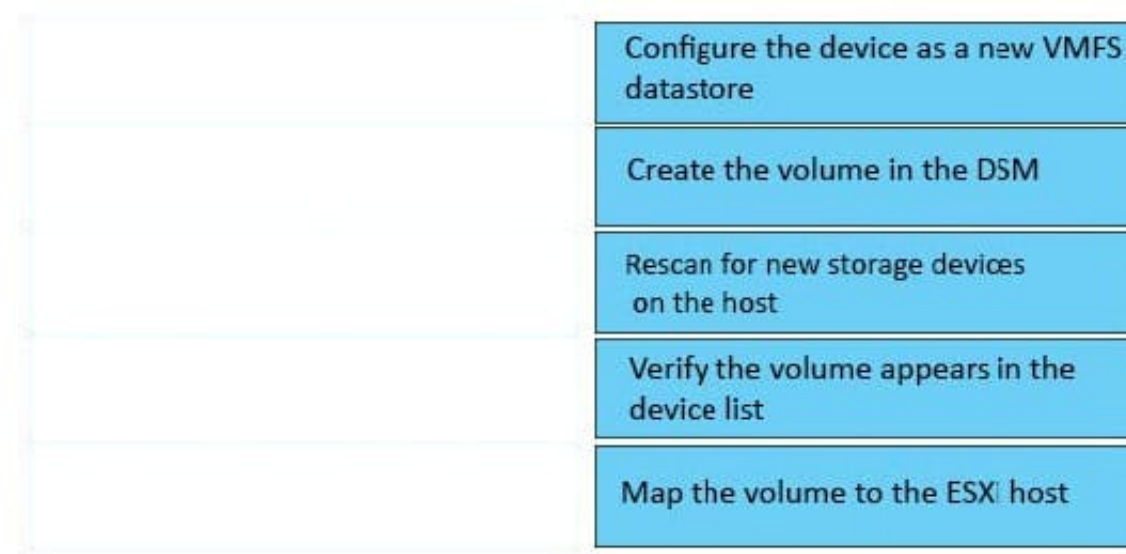 Configure the device as a new VMFS
datastore
Create the volume in the DSM
Rescan for new storage devices
on the host
Verify the volume appears in the
device list
Map the volume to the ESXi host